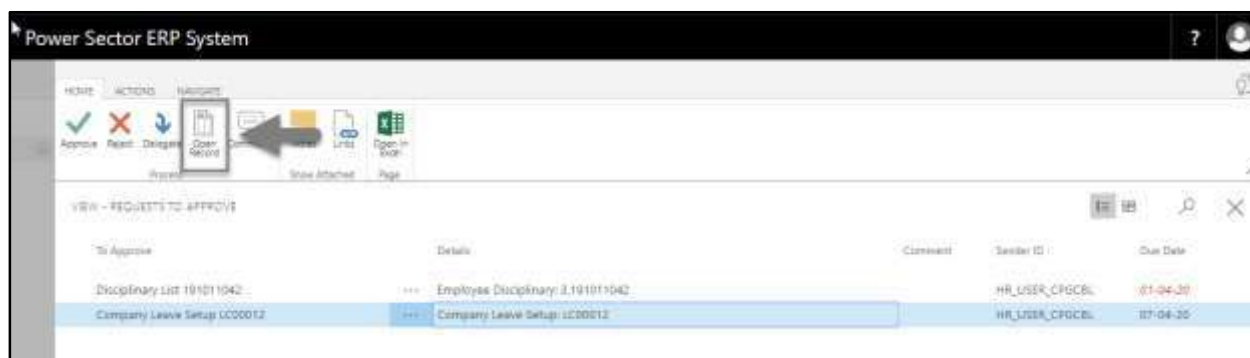 Power Sector ERP System ?
HOME ACTIONS NAVIGATE
Approve Reject Delegate Open Record Links Open in Excel
Process Show Attached Page
VIEW - REQUESTS TO APPROVE
To Approve Details Comment Sender ID Due Date
Disciplinary List 191011042 ... Employee Disciplinary: 3,191011042 HR_USER_CPGCBL 01-04-20
Company Leave Setup LC00012 ... Company Leave Setup: LC00012 HR_USER_CPGCBL 07-04-20